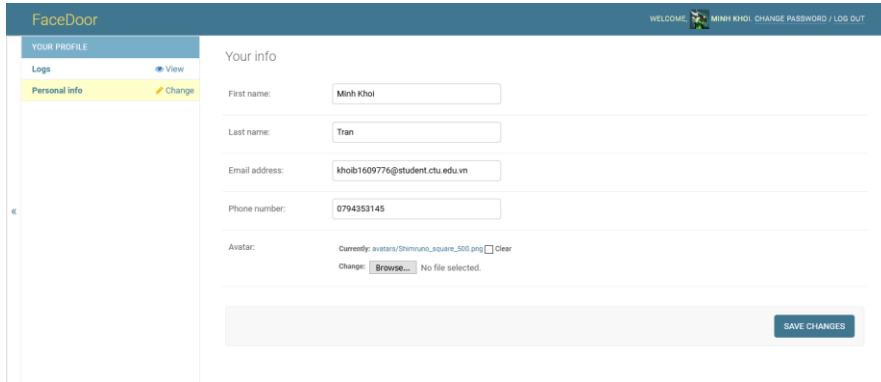 FaceDoor
WELCOME, MINH KHOI. CHANGE PASSWORD / LOG OUT
YOUR PROFILE
Logs View
Personal info Change
«
Your info
First name: Minh Khoi
Last name: Tran
Email address: khoib1609776@student.ctu.edu.vn
Phone number: 0794353145
Avatar: Currently: avatars/Shimruno_square_500.png Clear
Change: Browse... No file selected.
SAVE CHANGES